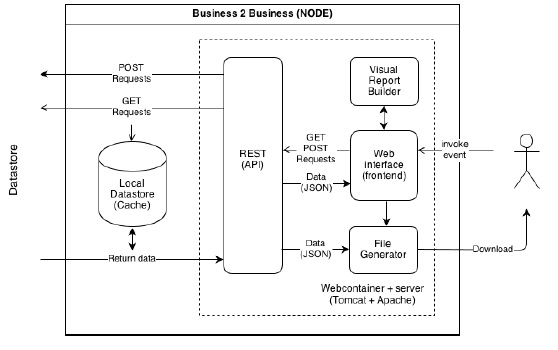 Business 2 Business (NODE)
POST
Requests
GET
Requests
Datastore
Local
Datastore
(Cache)
Return data
REST
(API)
Visual
Report
Builder
GET
POST
Requests
Web
interface
(frontend)
invoke
event
Data
(JSON)
Data
(JSON)
File
Generator
Download
Webcontainer + server
(Tomcat + Apache)